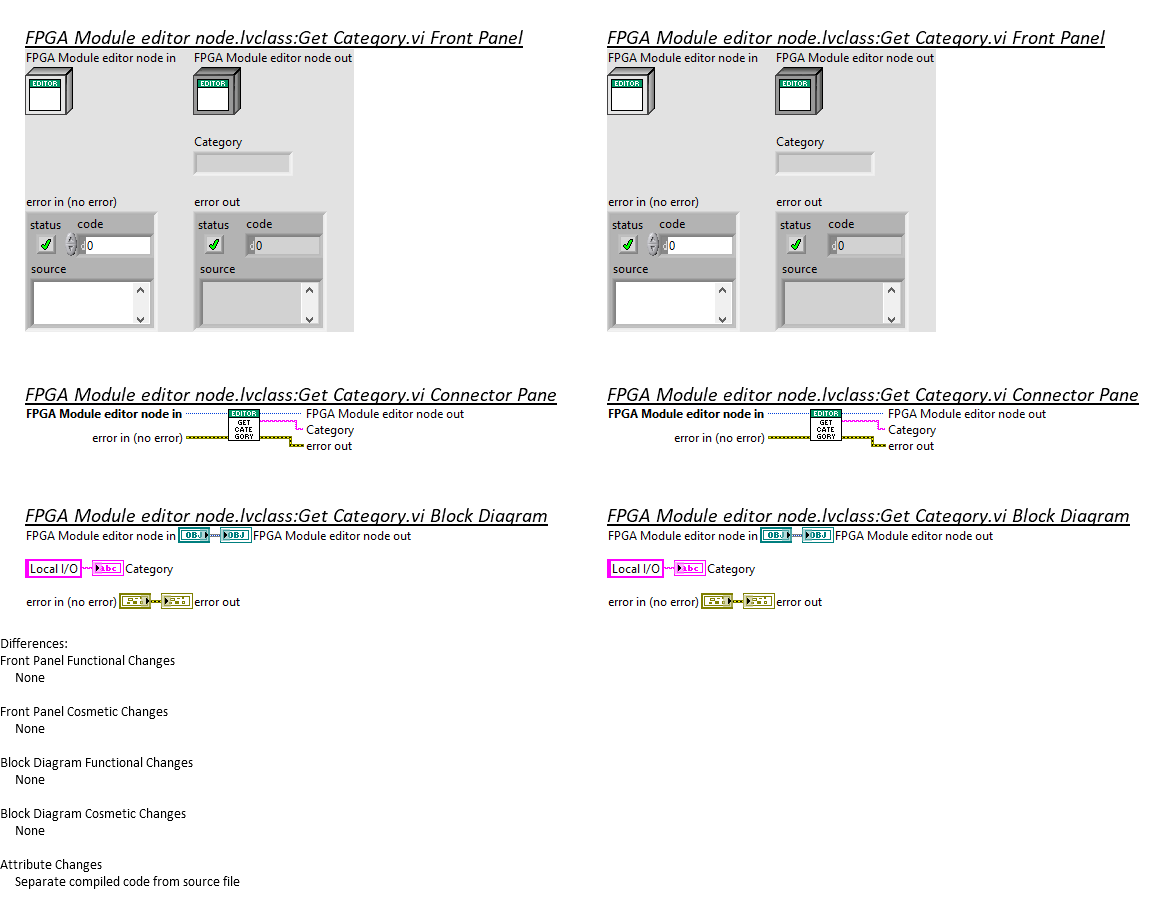 FPGA Module editor node.lvclass:Get Category.vi Front Panel
FPGA Module editor node in FPGA Module editor node out
EDITOR EDITOR
Category
error in (no error) error out
status code status code
d 0 d 0
source source
FPGA Module editor node.lvclass:Get Category.vi Connector Pane
FPGA Module editor node in EDITOR FPGA Module editor node out
GET
CATE
GORY
Category
error in (no error) error out
FPGA Module editor node.lvclass:Get Category.vi Block Diagram
FPGA Module editor node in OBJ OBJ FPGA Module editor node out
Local I/O abc Category
error in (no error) error out
FPGA Module editor node.lvclass:Get Category.vi Front Panel
FPGA Module editor node in FPGA Module editor node out
EDITOR EDITOR
Category
error in (no error) error out
status code status code
d 0 d 0
source source
FPGA Module editor node.lvclass:Get Category.vi Connector Pane
FPGA Module editor node in EDITOR FPGA Module editor node out
GET
CATE
GORY
Category
error in (no error) error out
FPGA Module editor node.lvclass:Get Category.vi Block Diagram
FPGA Module editor node in OBJ OBJ FPGA Module editor node out
Local I/O abc Category
error in (no error) error out
Differences:
Front Panel Functional Changes
None
Front Panel Cosmetic Changes
None
Block Diagram Functional Changes
None
Block Diagram Cosmetic Changes
None
Attribute Changes
Separate compiled code from source file